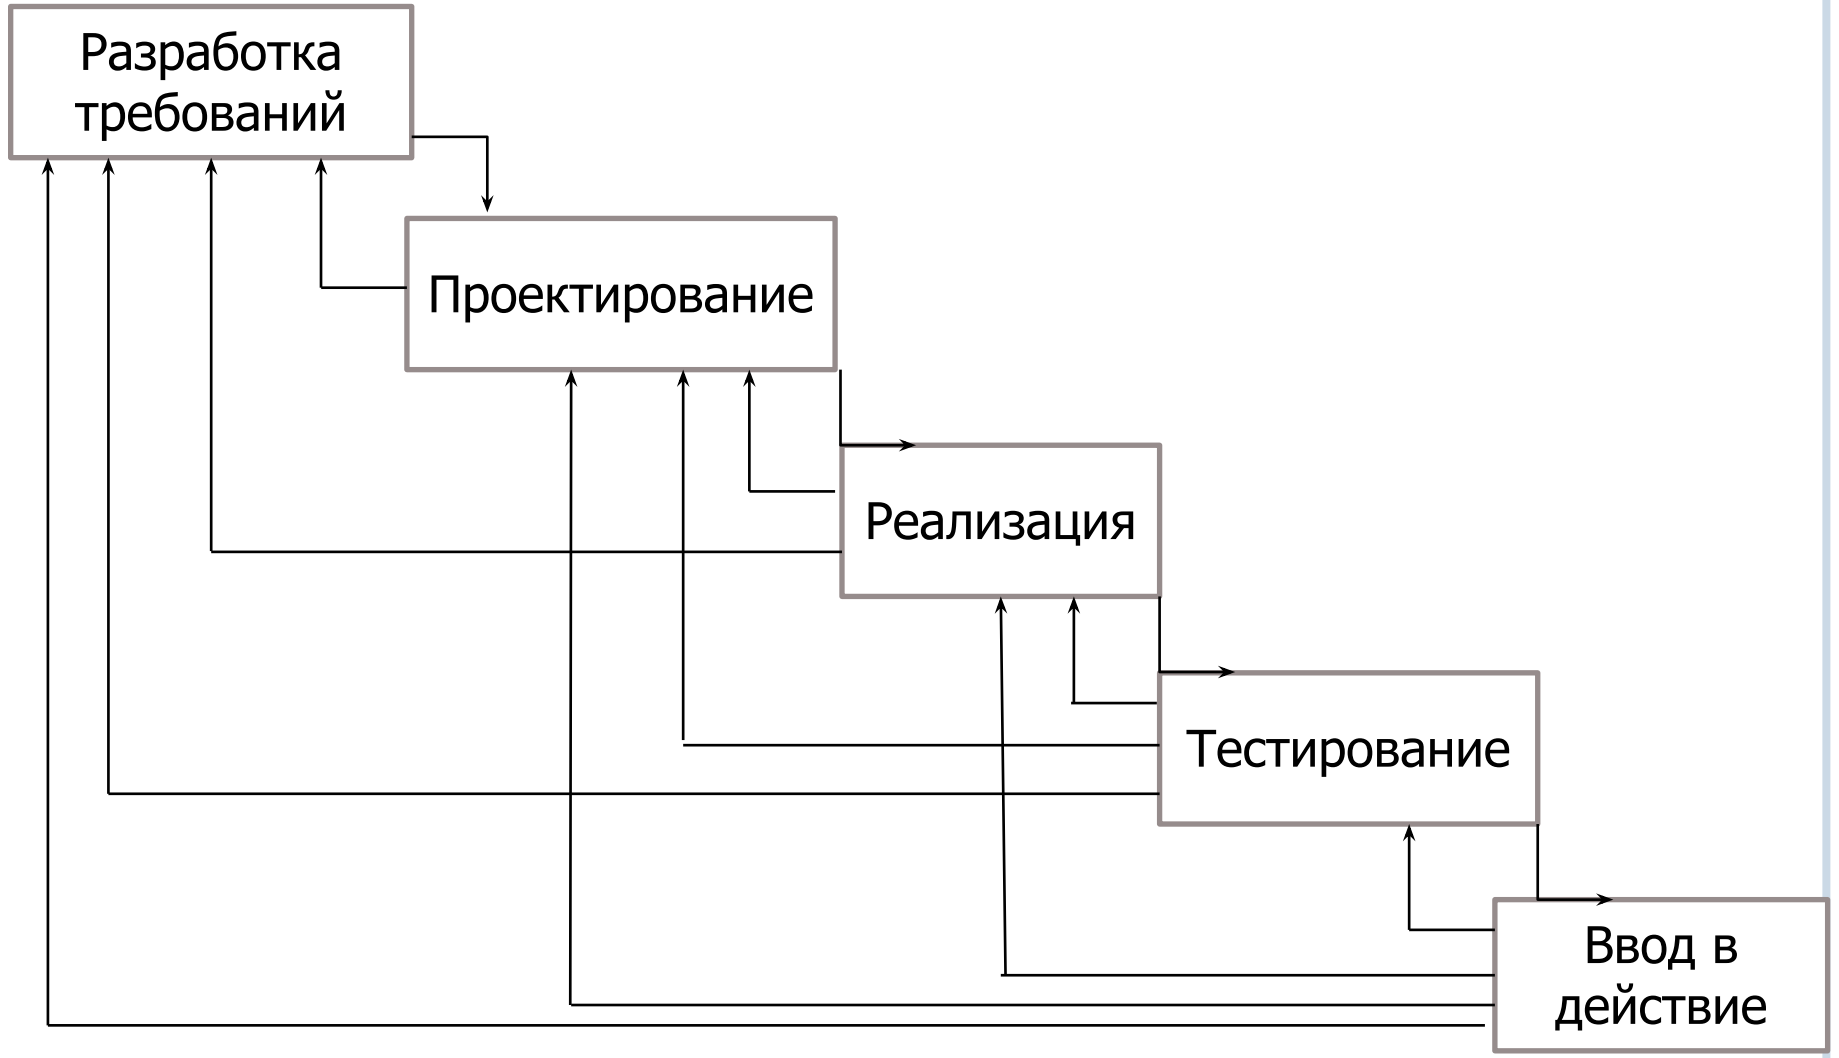 Разработка
требований
Проектирование
Реализация
Тестирование
Ввод в
действие